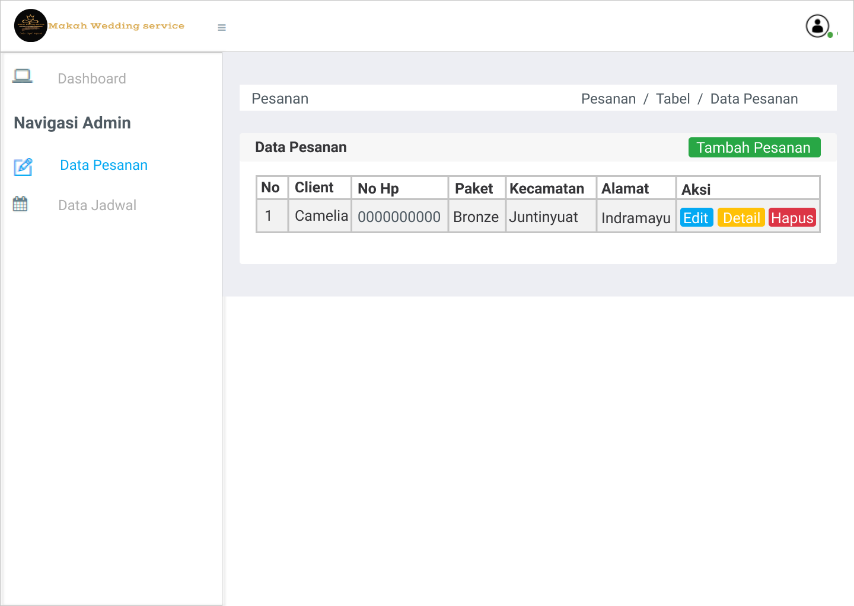 Makah Wedding service
Dashboard
Navigasi Admin
Data Pesanan
Data Jadwal
Pesanan
Pesanan / Tabel / Data Pesanan
Data Pesanan
Tambah Pesanan
No Client No Hp Paket Kecamatan Alamat Aksi
1 Camelia 0000000000 Bronze Juntinyuat Indramayu Edit Detail Hapus